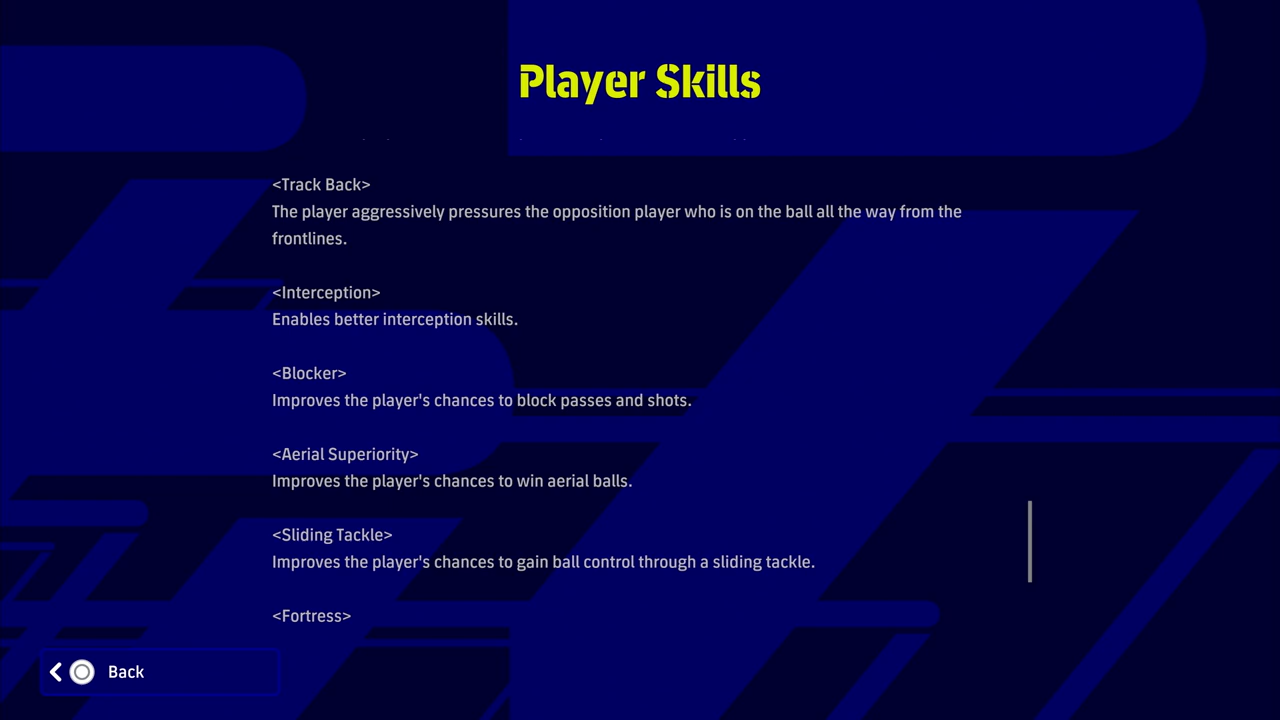 Player Skills
<Track Back>
The player aggressively pressures the opposition player who is on the ball all the way from the
frontlines.
<Interception>
Enables better interception skills.
<Blocker>
Improves the player's chances to block passes and shots.
<Aerial Superiority>
Improves the player's chances to win aerial balls.
<Sliding Tackle>
Improves the player's chances to gain ball control through a sliding tackle.
<Fortress>
Back